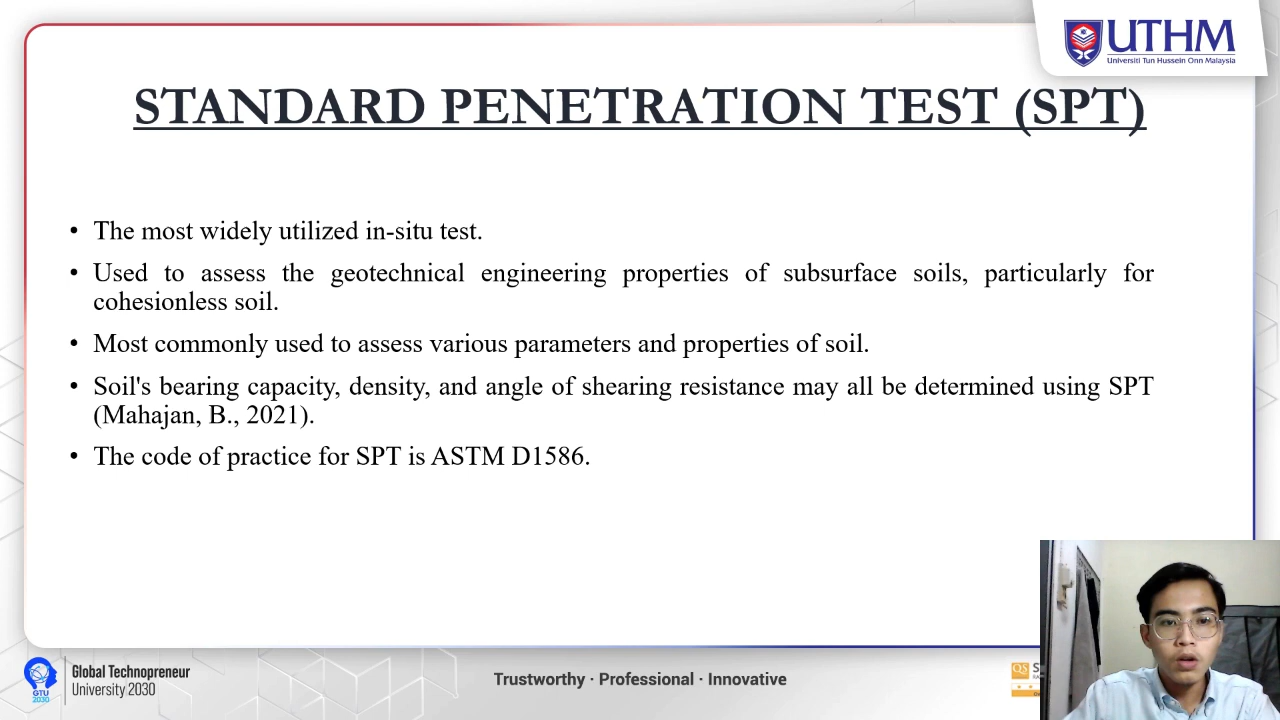 UTHM
Universiti Tun Hussein Onn Malaysia
STANDARD PENETRATION TEST (SPT)
• The most widely utilized in-situ test.
• Used to assess the geotechnical engineering properties of subsurface soils, particularly for
cohesionless soil.
• Most commonly used to assess various parameters and properties of soil.
• Soil's bearing capacity, density, and angle of shearing resistance may all be determined using SPT
(Mahajan, B., 2021).
• The code of practice for SPT is ASTM D1586.
GTU
2030
Global Technopreneur
University 2030
Trustworthy · Professional · Innovative
QS